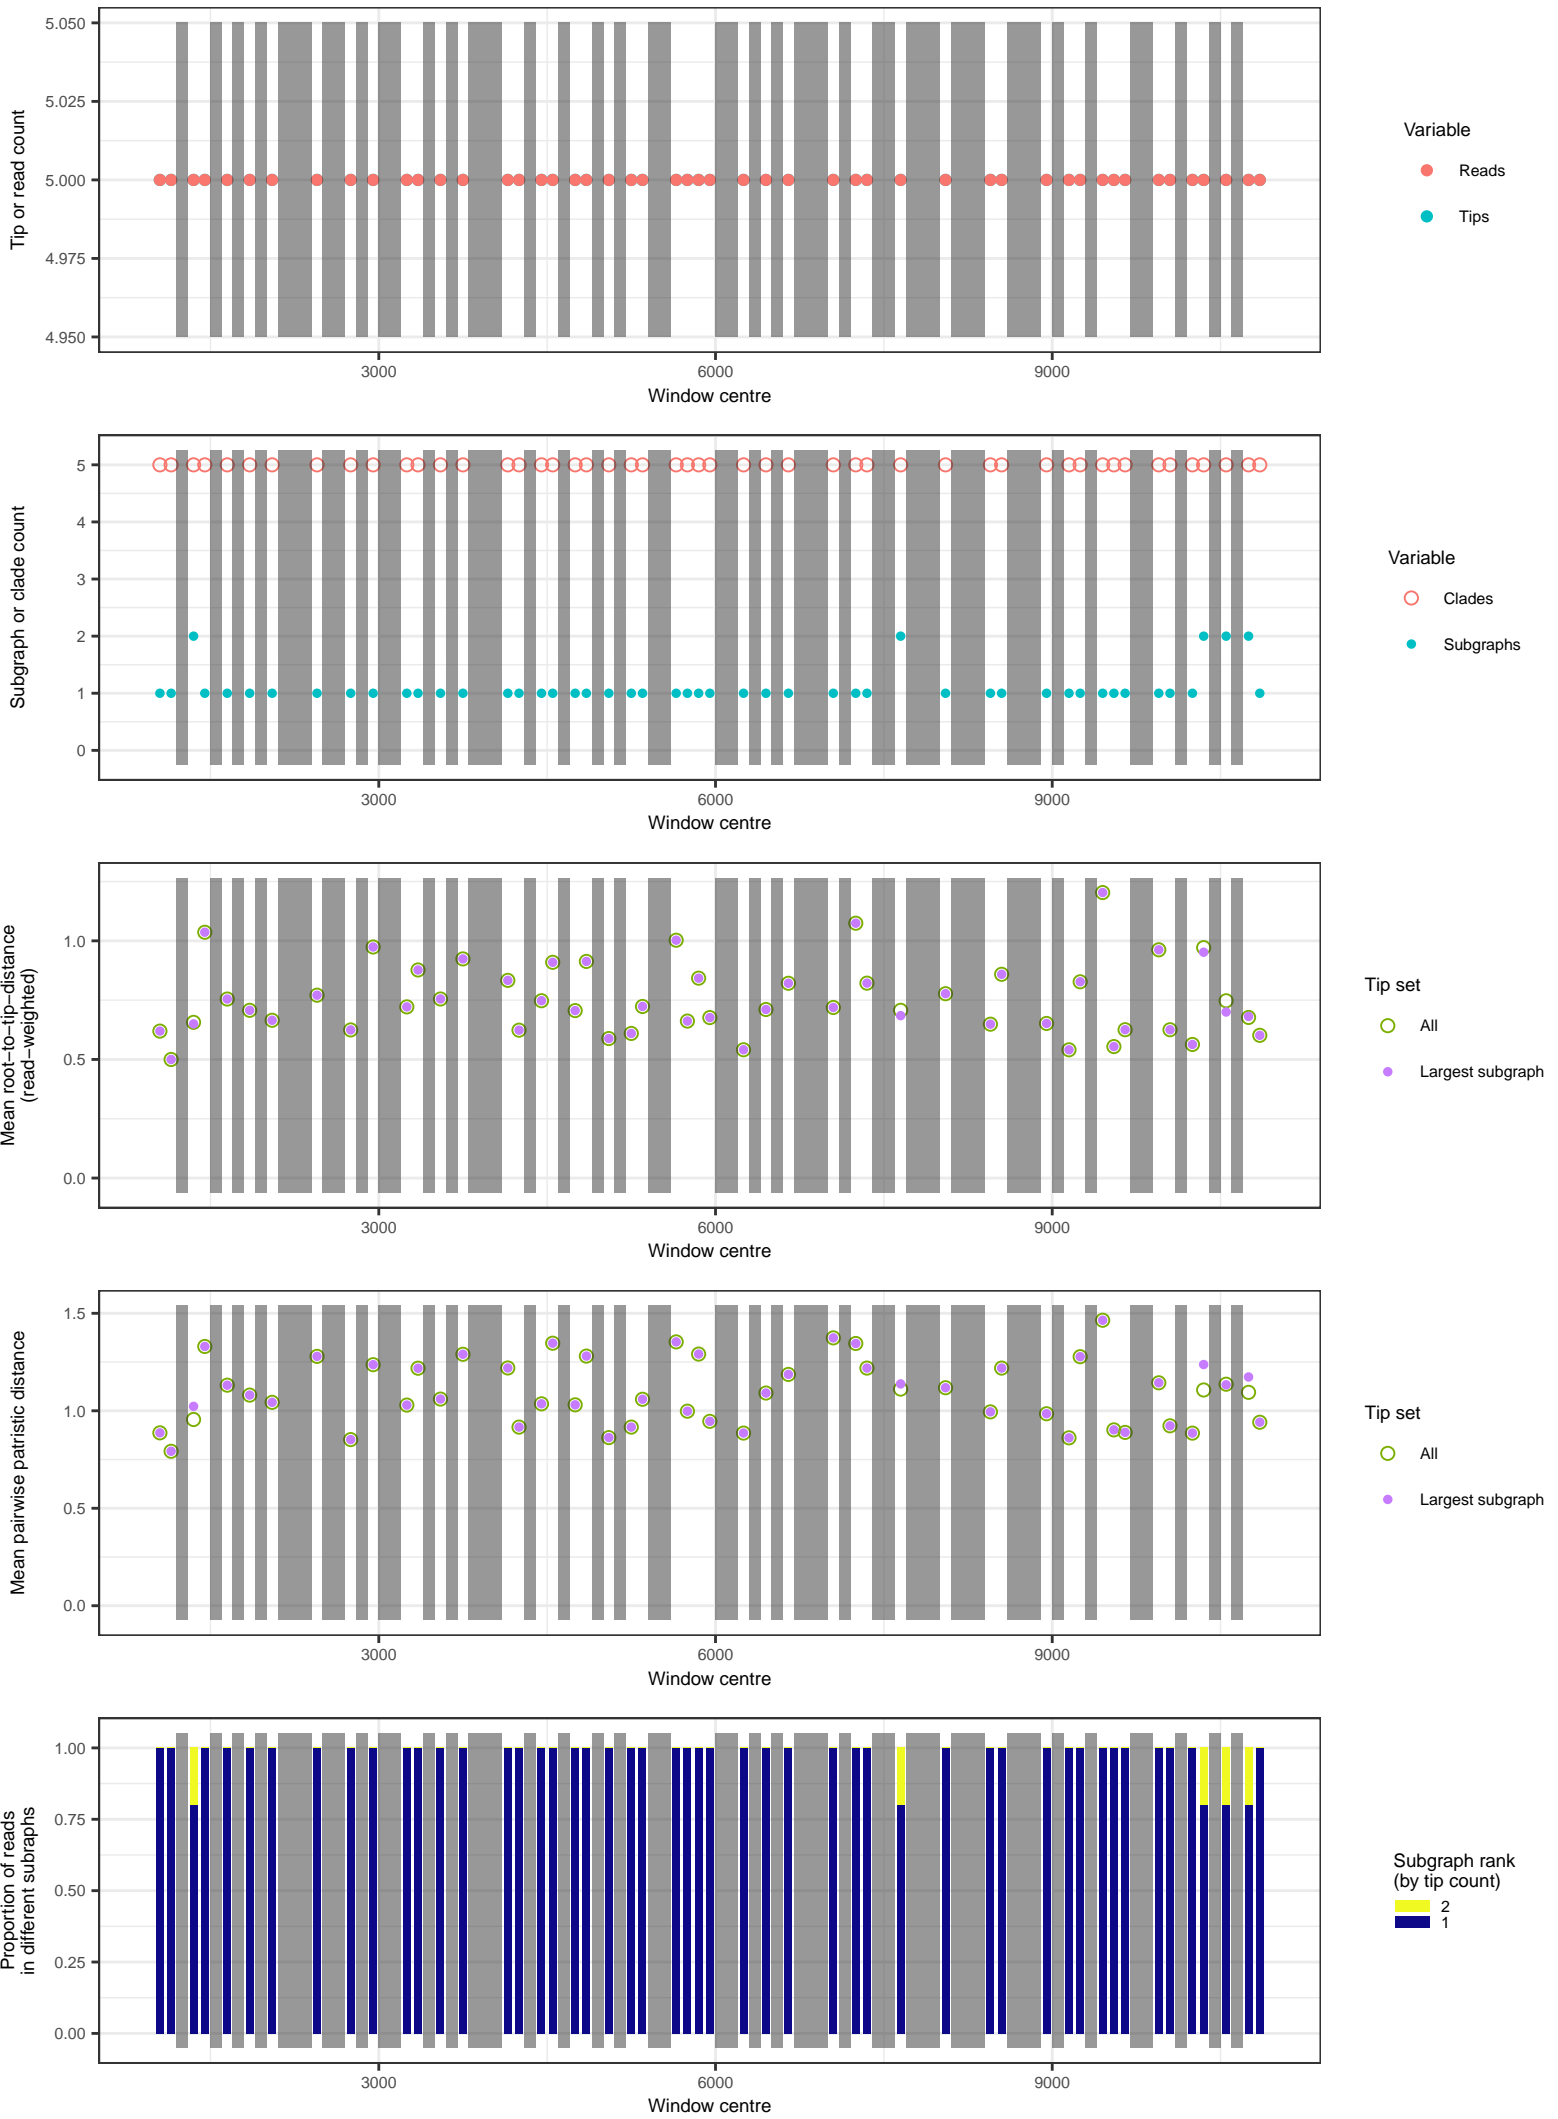 5.050
5.025
5.000
4.975
4.950
Tip or read count
3000
6000
9000
Window centre
Variable
Reads
Tips
5
4
3
2
1
0
Subgraph or clade count
3000
6000
9000
Window centre
Variable
Clades
Subgraphs
1.0
0.5
0.0
Mean root−to−tip−distance
(read−weighted)
3000
6000
9000
Window centre
Tip set
All
Largest subgraph
1.5
1.0
0.5
0.0
Mean pairwise patristic distance
3000
6000
9000
Window centre
Tip set
All
Largest subgraph
1.00
0.75
0.50
0.25
0.00
Proportion of reads
in different subraphs
3000
6000
9000
Window centre
Subgraph rank
(by tip count)
2
1